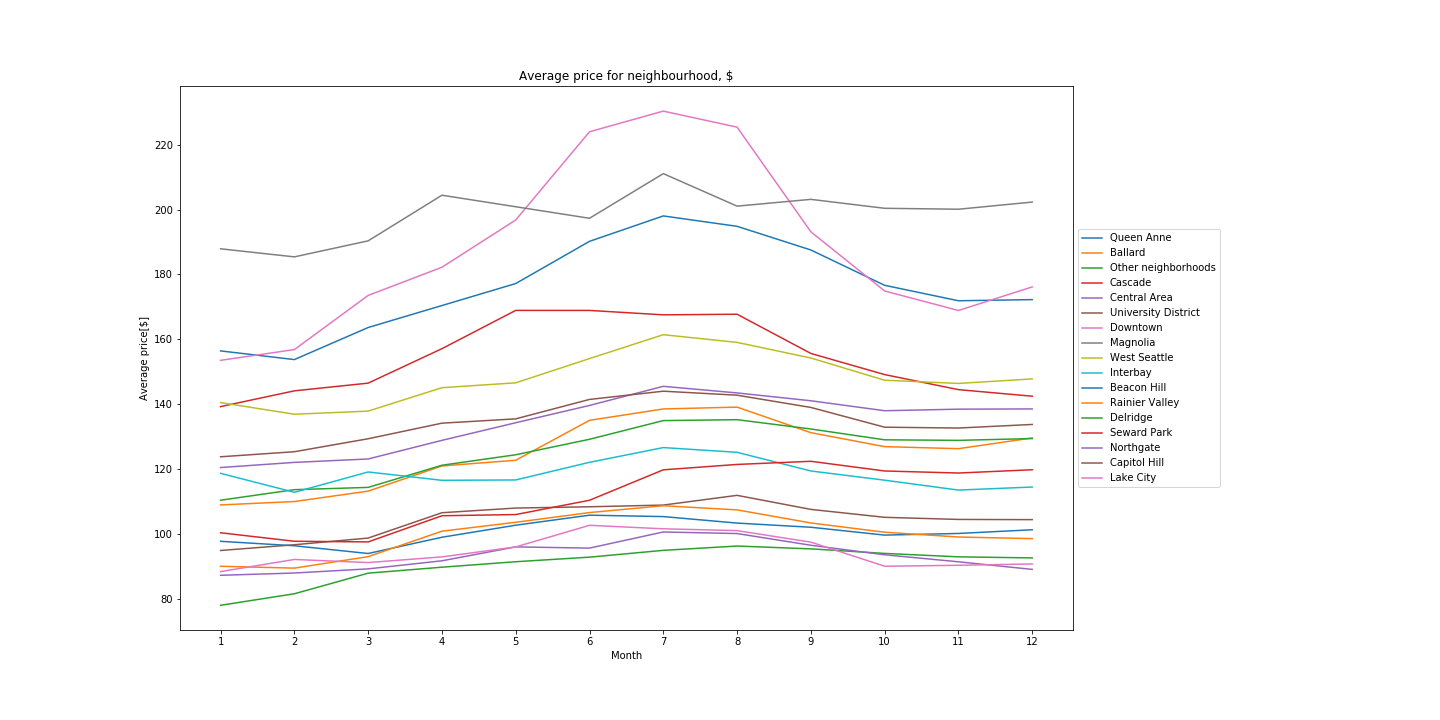 Average price for neighbourhood, $
Average price[$]
220
200
180
160
140
120
100
80
1 2 3 4 5 6 7 8 9 10 11 12
Month
Queen Anne
Ballard
Other neighborhoods
Cascade
Central Area
University District
Downtown
Magnolia
West Seattle
Interbay
Beacon Hill
Rainier Valley
Delridge
Seward Park
Northgate
Capitol Hill
Lake City